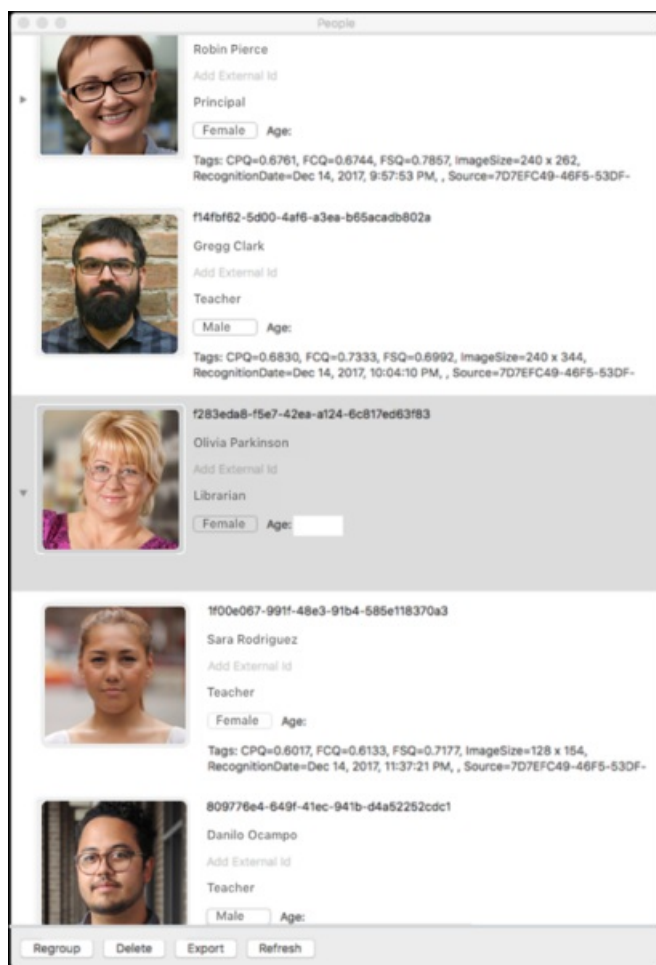 People
Robin Pierce
Add External Id
Principal
Female Age:
Tags: CPQ=0.6761, FCQ=0.6744, FSQ=0.7857, ImageSize=240 x 262,
RecognitionDate=Dec 14, 2017, 9:57:53 PM, , Source=7D7EFC49-46F5-53DF-
f14fbf62-5d00-4af6-a3ea-b65acadb802a
Gregg Clark
Add External Id
Teacher
Male Age:
Tags: CPQ=0.6830, FCQ=0.7333, FSQ=0.6992, ImageSize=240 x 344,
RecognitionDate=Dec 14, 2017, 10:04:10 PM, , Source=7D7EFC49-46F5-53DF-
f283eda8-f5e7-42ea-a124-6c817ed63f83
Olivia Parkinson
Add External Id
Librarian
Female Age:
1f00e067-991f-48e3-91b4-585e118370a3
Sara Rodriguez
Add External Id
Teacher
Female Age:
Tags: CPQ=0.6017, FCQ=0.6133, FSQ=0.7177, ImageSize=128 x 154,
RecognitionDate=Dec 14, 2017, 11:37:21 PM, , Source=7D7EFC49-46F5-53DF-
809776e4-649f-41ec-941b-d4a52252cdc1
Danilo Ocampo
Add External Id
Teacher
Male Age:
Regroup Delete Export Refresh